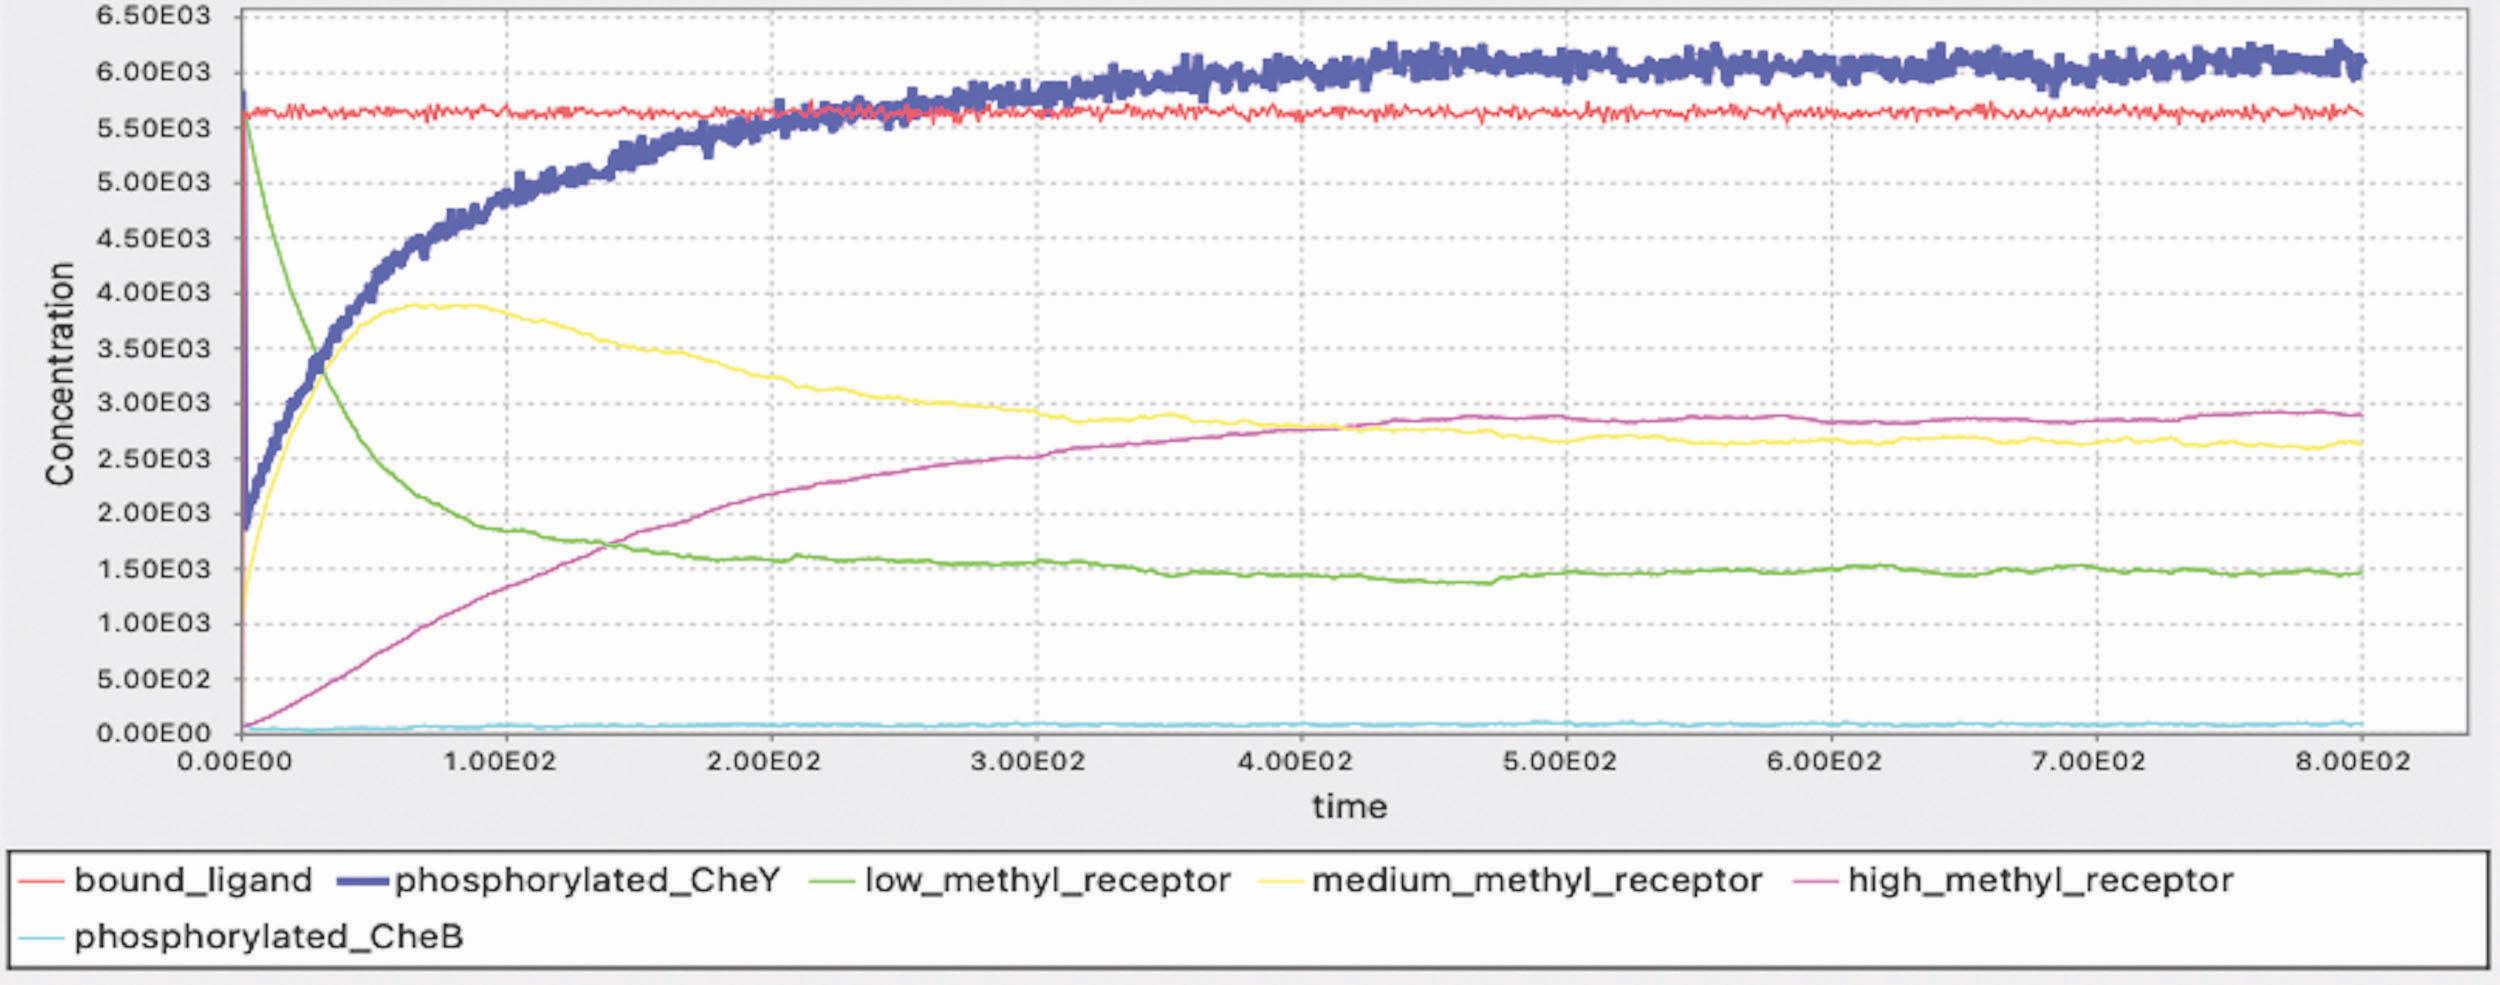 6.50E03
6.00E03
5.50E03
5.00E03
4.50E03
4.00E03
3.50E03
3.00E03
2.50E03
2.00E03
1.50E03
1.00E03
5.00E02
0.00E00
Concentration
0.00E00 1.00E02 2.00E02 3.00E02 4.00E02 5.00E02 6.00E02 7.00E02 8.00E02
time
bound_ligand phosphorylated_CheY low_methyl_receptor medium_methyl_receptor high_methyl_receptor
phosphorylated_CheB